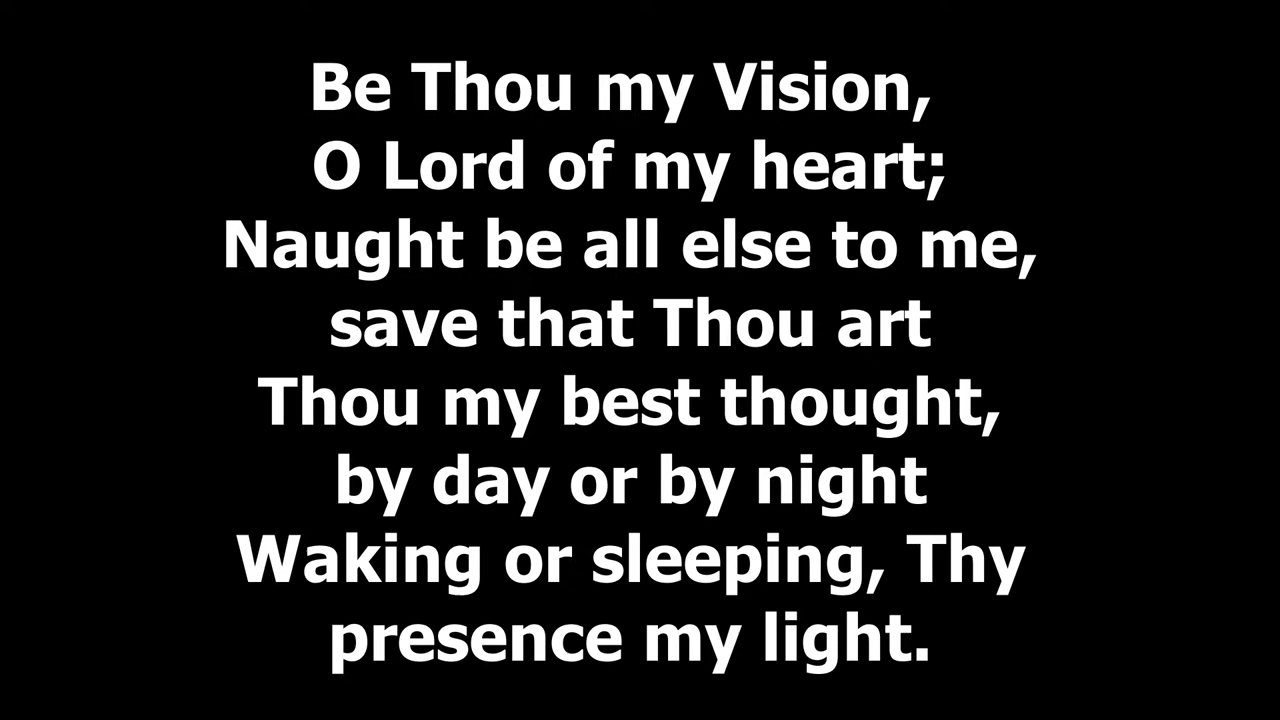 Be Thou my Vision,
O Lord of my heart;
Naught be all else to me,
save that Thou art
Thou my best thought,
by day or by night
Waking or sleeping, Thy
presence my light.